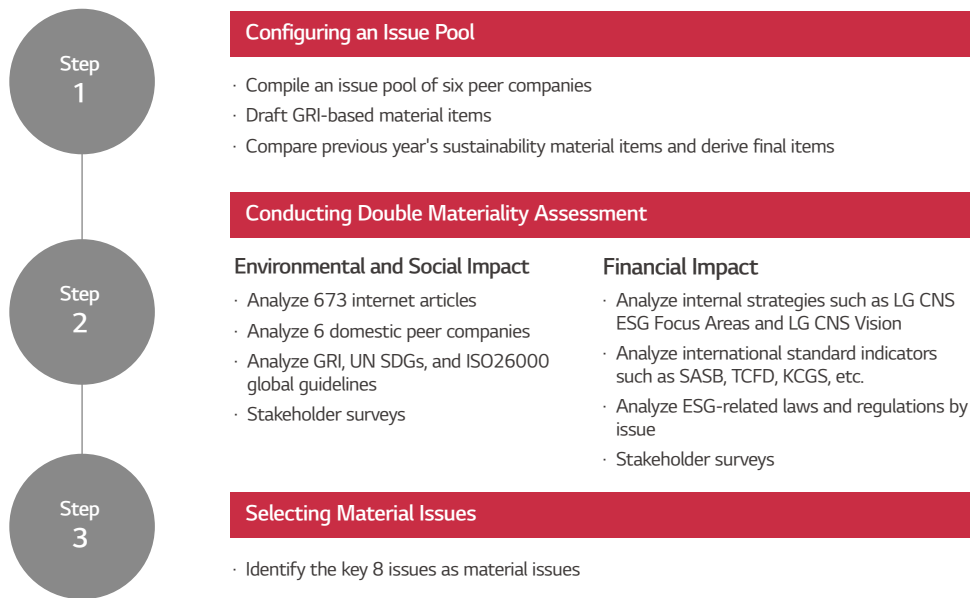 Step
1
Configuring an Issue Pool
· Compile an issue pool of six peer companies
· Draft GRI-based material items
· Compare previous year's sustainability material items and derive final items
Step
2
Conducting Double Materiality Assessment
Environmental and Social Impact
· Analyze 673 internet articles
· Analyze 6 domestic peer companies
· Analyze GRI, UN SDGs, and ISO26000
global guidelines
· Stakeholder surveys
Financial Impact
· Analyze internal strategies such as LG CNS
ESG Focus Areas and LG CNS Vision
· Analyze international standard indicators
such as SASB, TCFD, KCGS, etc.
· Analyze ESG-related laws and regulations by
issue
· Stakeholder surveys
Step
3
Selecting Material Issues
· Identify the key 8 issues as material issues